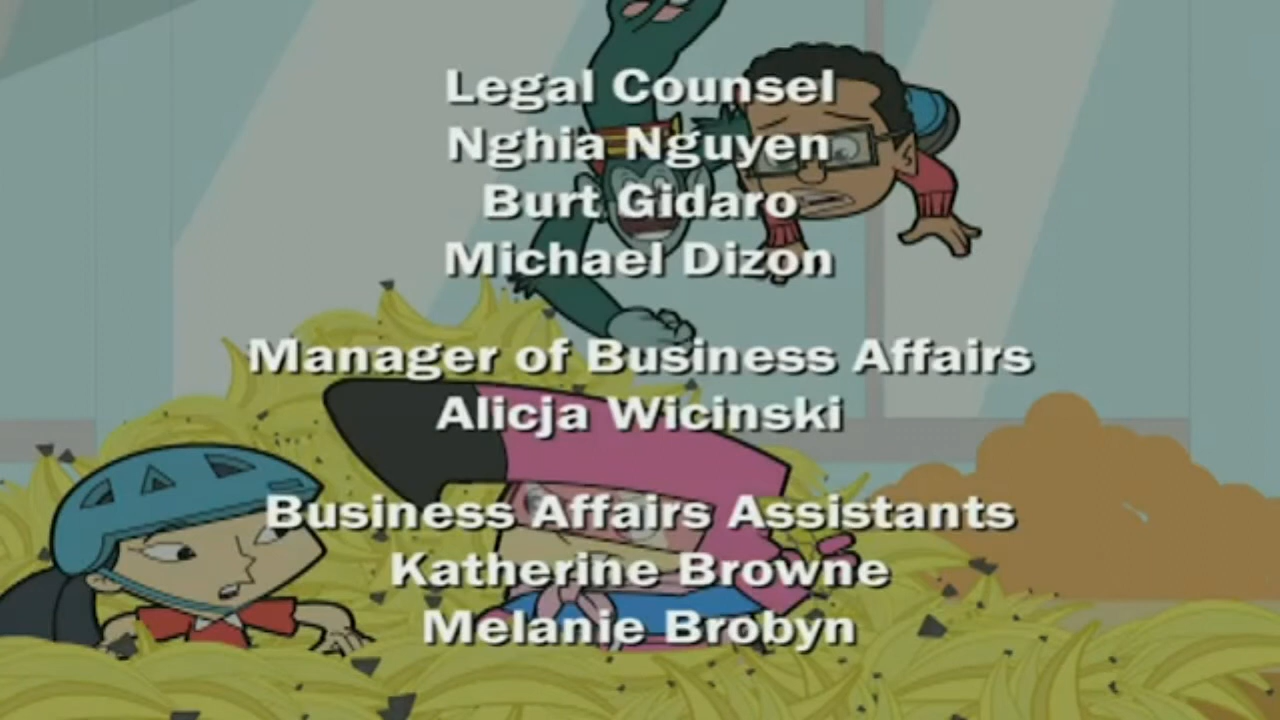 Legal Counsel
Nghia Nguyen
Burt Gidaro
Michael Dizon
Manager of Business Affairs
Alicja Wicinski
Business Affairs Assistants
Katherine Browne
Melanie Brobyn